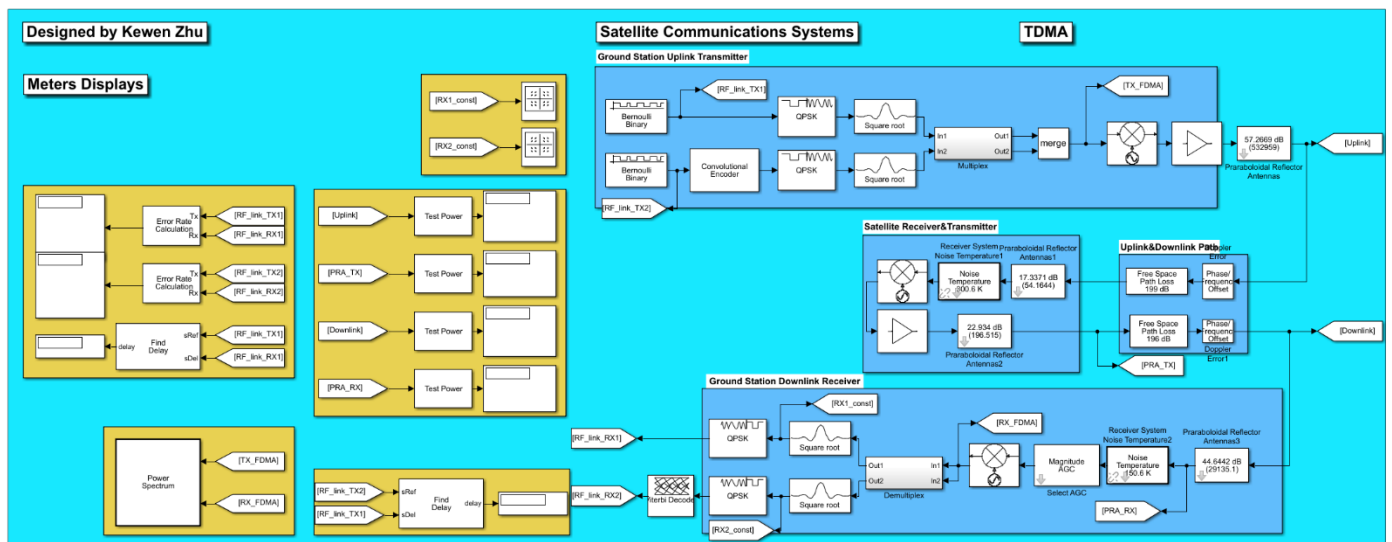 Designed by Kewen Zhu
Satellite Communications Systems
TDMA
Meters Displays
[RX1_const]
[RX2_const]
Ground Station Uplink Transmitter
[RF_link_TX1]
[TX_FDMA]
Bernoulli
Binary
QPSK
Square root
In1
Out1
In2
Out2
Multiplex
merge
57.2669 dB
(532959)
Praraboloidal Reflector
Antennas
[Uplink]
Bernoulli
Binary
Convolutional
Encoder
QPSK
Square root
[RF_link_TX2]
Tx
Rx
Error Rate
Calculation
[RF_link_TX1]
[RF_link_RX1]
Tx
Rx
Error Rate
Calculation
[RF_link_TX2]
[RF_link_RX2]
delay
Find
Delay
sRef
sDel
[RF_link_TX1]
[RF_link_RX1]
[Uplink]
Test Power
[PRA_TX]
Test Power
[Downlink]
Test Power
[PRA_RX]
Test Power
Satellite Receiver&Transmitter
Receiver System
Noise Temperature1
Noise
Temperature
300.6 K
Praraboloidal Reflector
Antennas1
17.3371 dB
(54.1644)
22.934 dB
(196.515)
Praraboloidal Reflector
Antennas2
Uplink&Downlink Path
Doppler
Error
Free Space
Path Loss
199 dB
Phase/
Frequenc
Offset
Free Space
Path Loss
196 dB
Phase/
Frequenc
Offset
Doppler
Error1
[Downlink]
[PRA_TX]
Ground Station Downlink Receiver
[RX1_const]
[RF_link_RX1]
QPSK
Square root
[RX_FDMA]
Out1
In1
Out2
In2
Demultiplex
Magnitude
AGC
Select AGC
Receiver System
Noise Temperature2
Noise
Temperature
150.6 K
Praraboloidal Reflector
Antennas3
44.6442 dB
(29135.1)
[PRA_RX]
[RF_link_RX2]
iterbi Decode
QPSK
Square root
[RX2_const]
Power
Spectrum
[TX_FDMA]
[RX_FDMA]
[RF_link_TX2]
[RF_link_TX1]
sRef
sDel
Find
Delay
delay